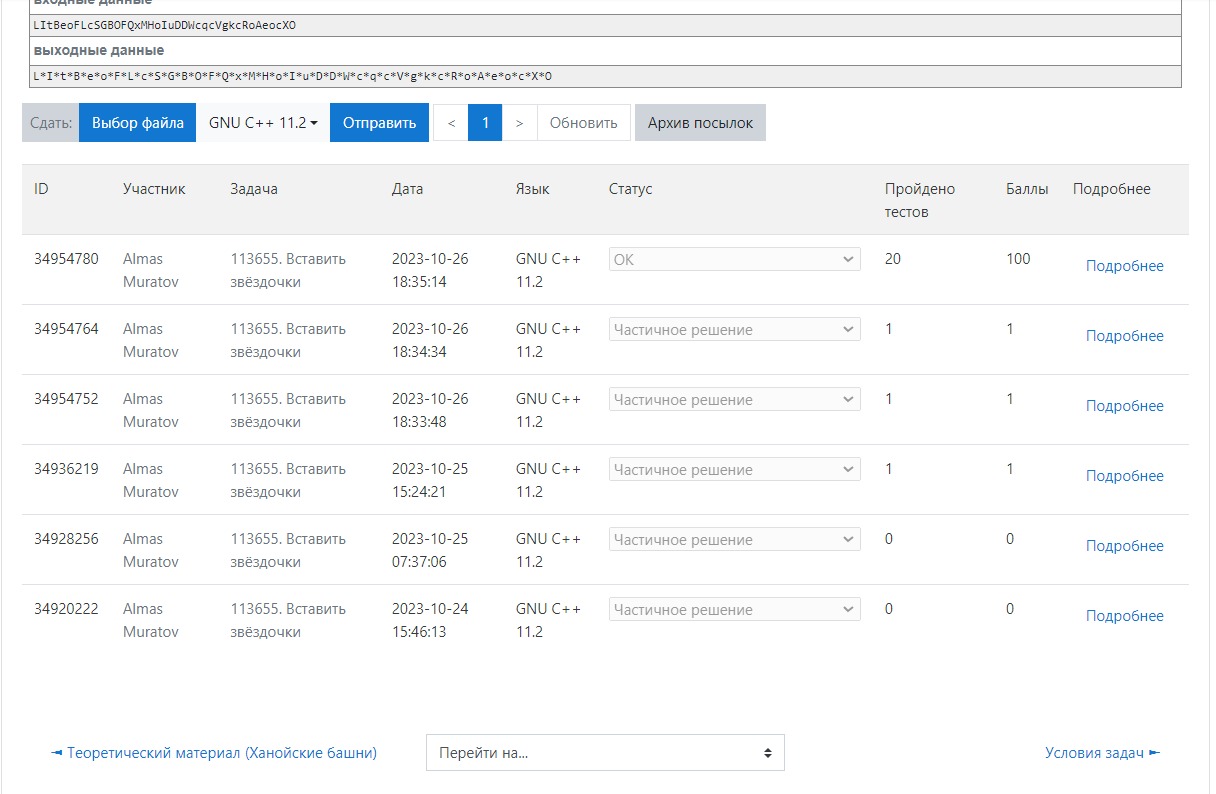 входные данные
LItBeoFLcSGBOFQxMHoIuDDWcqcVgkcRoAeocXO
выходные данные
L*I*t*B*e*o*F*L*c*S*G*B*O*F*Q*x*M*H*o*I*u*D*D*W*c*q*c*V*g*k*c*R*o*A*e*o*c*X*O
Сдать: Выбор файла GNU C++ 11.2 Отправить < 1 > Обновить Архив посылок
ID Участник Задача Дата Язык Статус Пройдено Баллы Подробнее
тестов
34954780 Almas 113655. Вставить 2023-10-26 GNU C++ OK 20 100 Подробнее
Muratov звёздочки 18:35:14 11.2
34954764 Almas 113655. Вставить 2023-10-26 GNU C++ Частичное решение 1 1 Подробнее
Muratov звёздочки 18:34:34 11.2
34954752 Almas 113655. Вставить 2023-10-26 GNU C++ Частичное решение 1 1 Подробнее
Muratov звёздочки 18:33:48 11.2
34936219 Almas 113655. Вставить 2023-10-25 GNU C++ Частичное решение 1 1 Подробнее
Muratov звёздочки 15:24:21 11.2
34928256 Almas 113655. Вставить 2023-10-25 GNU C++ Частичное решение 0 0 Подробнее
Muratov звёздочки 07:37:06 11.2
34920222 Almas 113655. Вставить 2023-10-24 GNU C++ Частичное решение 0 0 Подробнее
Muratov звёздочки 15:46:13 11.2
◄ Теоретический материал (Ханойские башни) Перейти на... Условия задач ►